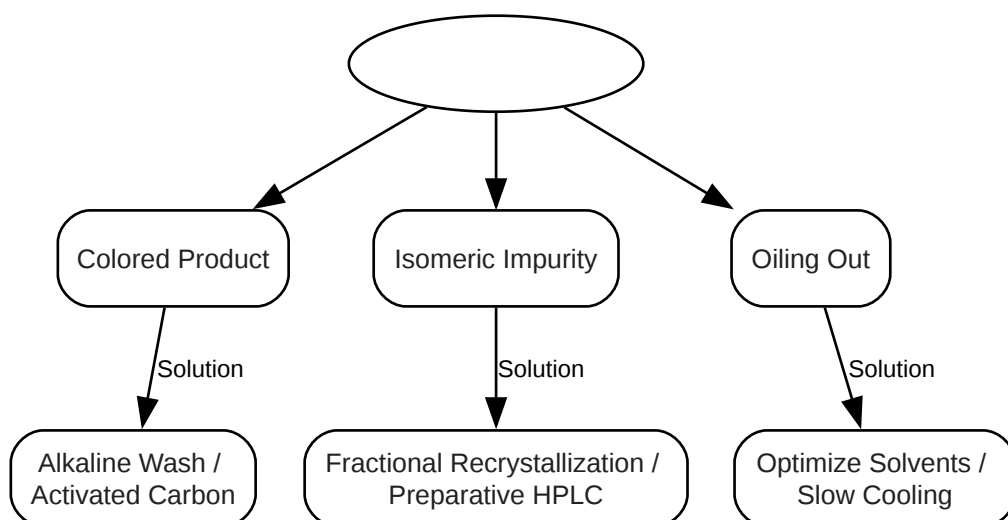 Colored Product
Isomeric Impurity
Oiling Out
Solution
Solution
Solution
Alkaline Wash /
Activated Carbon
Fractional Recrystallization /
Preparative HPLC
Optimize Solvents /
Slow Cooling